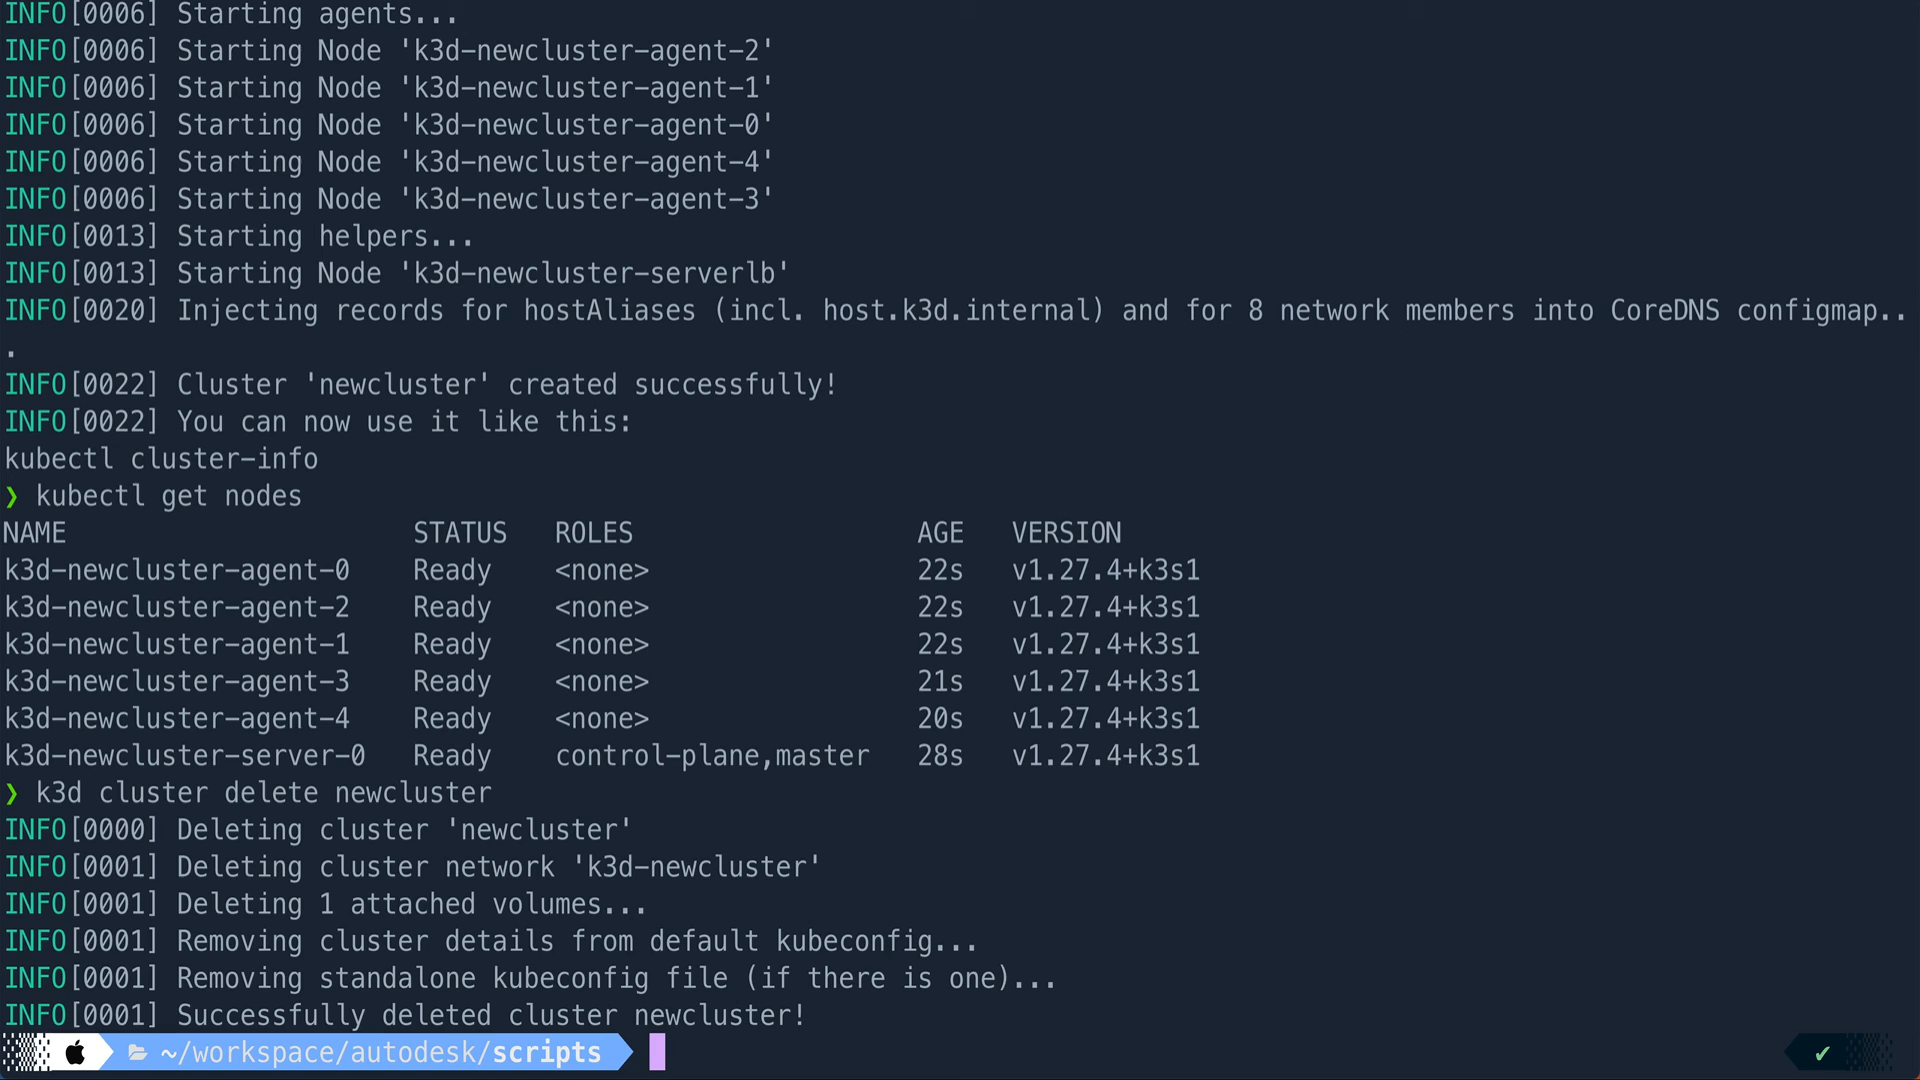 INFO[0006] Starting agents...
INFO[0006] Starting Node 'k3d-newcluster-agent-2'
INFO[0006] Starting Node 'k3d-newcluster-agent-1'
INFO[0006] Starting Node 'k3d-newcluster-agent-0'
INFO[0006] Starting Node 'k3d-newcluster-agent-4'
INFO[0006] Starting Node 'k3d-newcluster-agent-3'
INFO[0013] Starting helpers...
INFO[0013] Starting Node 'k3d-newcluster-serverlb'
INFO[0020] Injecting records for hostAliases (incl. host.k3d.internal) and for 8 network members into CoreDNS configmap..
.
INFO[0022] Cluster 'newcluster' created successfully!
INFO[0022] You can now use it like this:
kubectl cluster-info
❯ kubectl get nodes
NAME                      STATUS   ROLES                  AGE   VERSION
k3d-newcluster-agent-0    Ready    <none>                 22s   v1.27.4+k3s1
k3d-newcluster-agent-2    Ready    <none>                 22s   v1.27.4+k3s1
k3d-newcluster-agent-1    Ready    <none>                 22s   v1.27.4+k3s1
k3d-newcluster-agent-3    Ready    <none>                 21s   v1.27.4+k3s1
k3d-newcluster-agent-4    Ready    <none>                 20s   v1.27.4+k3s1
k3d-newcluster-server-0   Ready    control-plane,master   28s   v1.27.4+k3s1
❯ k3d cluster delete newcluster
INFO[0000] Deleting cluster 'newcluster'
INFO[0001] Deleting cluster network 'k3d-newcluster'
INFO[0001] Deleting 1 attached volumes...
INFO[0001] Removing cluster details from default kubeconfig...
INFO[0001] Removing standalone kubeconfig file (if there is one)...
INFO[0001] Successfully deleted cluster newcluster!
~/workspace/autodesk/scripts ✔